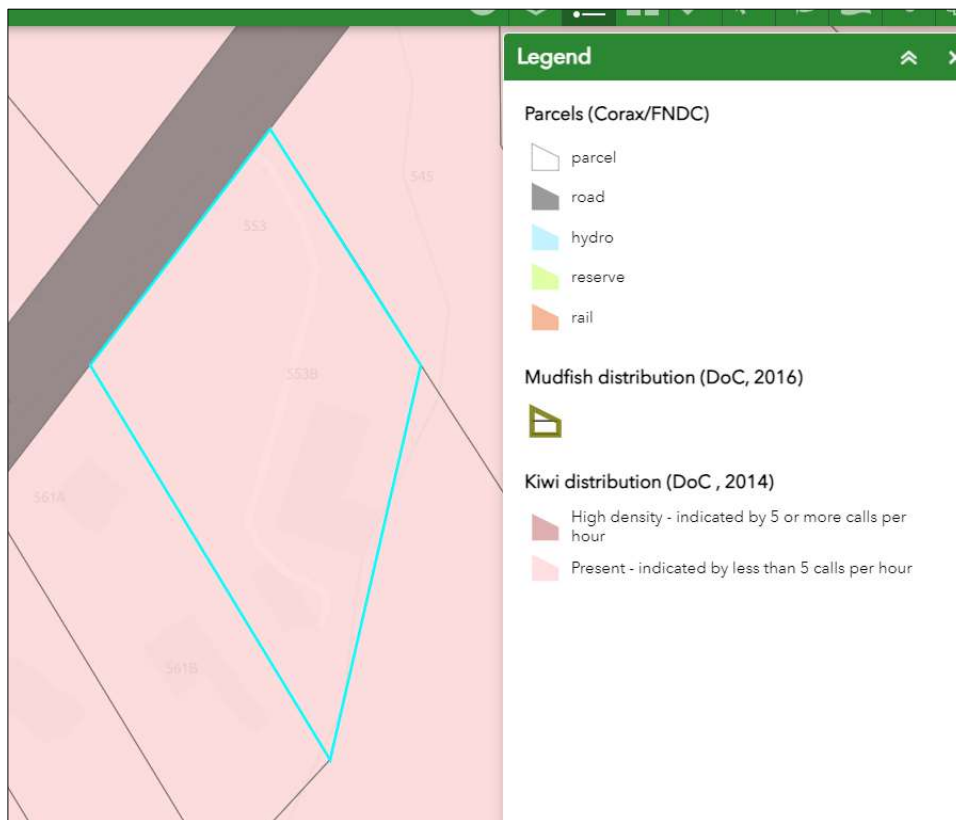 Legend
Parcels (Corax/FNDC)
parcel
road
hydro
reserve
rail
Mudfish distribution (DoC, 2016)
Kiwi distribution (DoC , 2014)
High density - indicated by 5 or more calls per
hour
Present - indicated by less than 5 calls per hour
545
553
553B
561A
561B